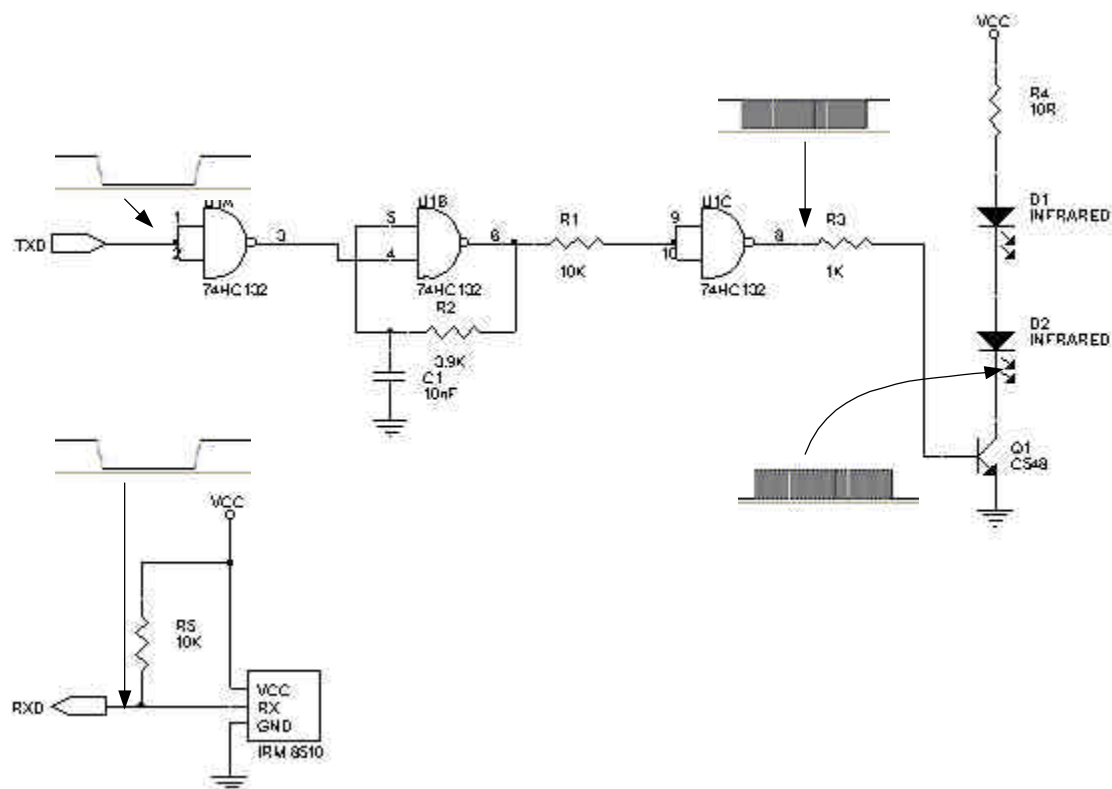 VCC
R4
10R
D1
INFRARED
U1A
U1B
U1C
TXD
1
2
3
5
4
6
R1
10K
9
10
8
R3
1K
74HC132
74HC132
74HC132
R2
3.9K
C1
10nF
D2
INFRARED
Q1
C548
VCC
R5
10K
RXD
VCC
RX
GND
IRM 8510